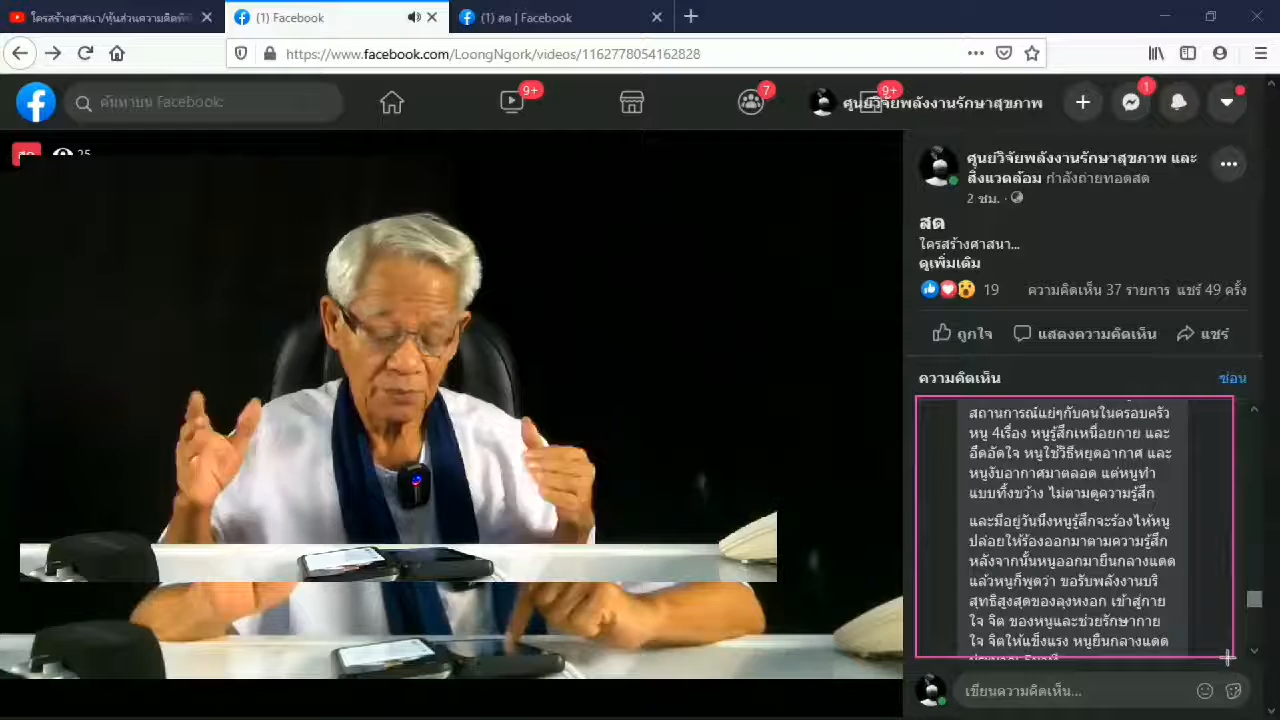 ใครสร้างศาสนา/หุ้นส่วนความคิดทิพ
(1) Facebook
(1) สด | Facebook
https://www.facebook.com/LoongNgork/videos/1162778054162828
ค้นหาบน Facebook
9+
7
9+
ศูนย์วิจัยพลังงานรักษาสุขภาพ
1
25
ศูนย์วิจัยพลังงานรักษาสุขภาพ และ
สิ่งแวดล้อม กำลังถ่ายทอดสด
2 ชม. ·
สด
ใครสร้างศาสนา...
ดูเพิ่มเติม
19
ความคิดเห็น 37 รายการ แชร์ 49 ครั้ง
ถูกใจ
แสดงความคิดเห็น
แชร์
ความคิดเห็น
ซ่อน
สถานการณ์แย่ๆกับคนในครอบครัว
หนู 4เรื่อง หนูรู้สึกเหนื่อยกาย และ
อึดอัดใจ หนูใช้วิธีหยุดอากาศ และ
หนูงับอากาศมาตลอด แต่หนูทำ
แบบทิ้งขว้าง ไม่ตามดูความรู้สึก
และมีอยู่วันนึงหนูรู้สึกจะร้องไห้หนู
ปล่อยให้ร้องออกมาตามความรู้สึก
หลังจากนั้นหนูออกมายืนกลางแดด
แล้วหนูก็พูดว่า ขอรับพลังงานบริ
สุทธิสูงสุดของลุงหงอก เข้าสู่กาย
ใจ จิต ของหนูและช่วยรักษากาย
ใจ จิตให้แข็งแรง หนูยืนกลางแดด
เขียนความคิดเห็น...